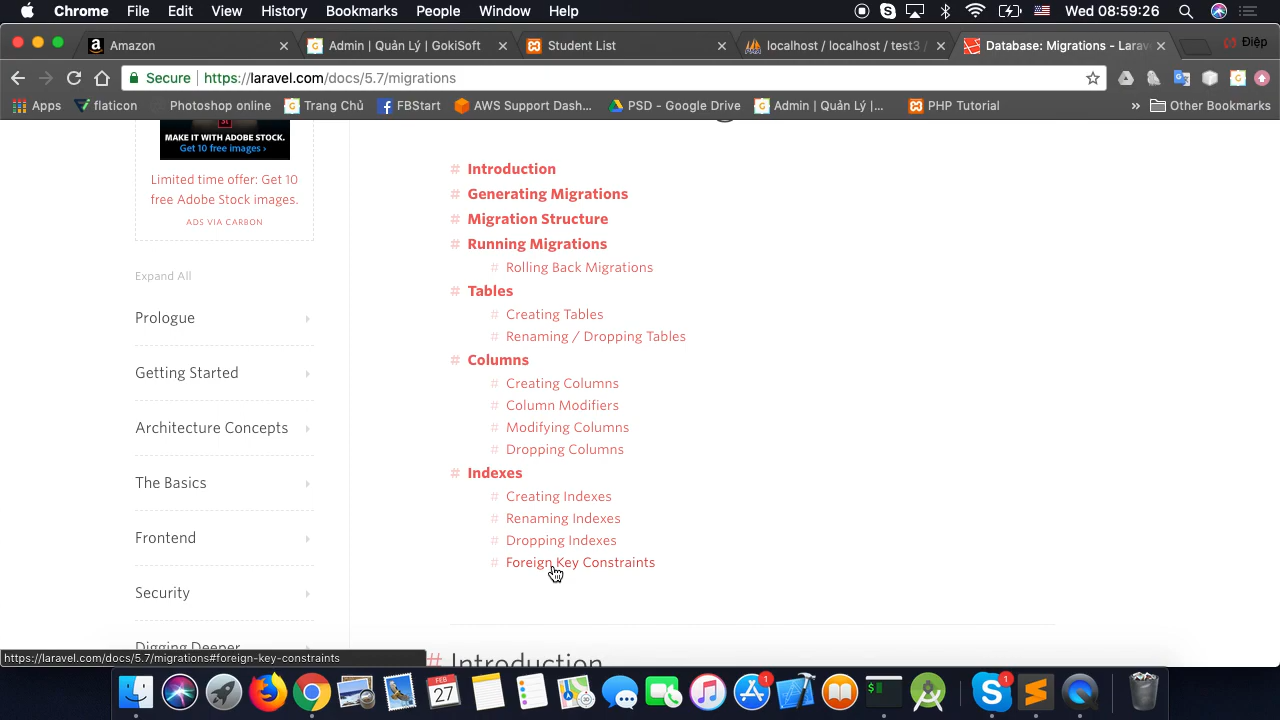 Chrome File Edit View History Bookmarks People Window Help Wed 08:59:26
Amazon Admin | Quản Lý | GokiSoft Student List localhost / localhost / test3 / Database: Migrations - Larav Điệp
Secure https://laravel.com/docs/5.7/migrations
Apps flaticon Photoshop online Trang Chủ FBStart AWS Support Dash... PSD - Google Drive Admin | Quản Lý |... PHP Tutorial » Other Bookmarks
St
MAKE IT WITH ADOBE STOCK.
Get 10 free images ›
Limited time offer: Get 10
free Adobe Stock images.
ADS VIA CARBON
Expand All
Prologue
Getting Started
Architecture Concepts
The Basics
Frontend
Security
Digging Deeper
# Introduction
# Generating Migrations
# Migration Structure
# Running Migrations
# Rolling Back Migrations
# Tables
# Creating Tables
# Renaming / Dropping Tables
# Columns
# Creating Columns
# Column Modifiers
# Modifying Columns
# Dropping Columns
# Indexes
# Creating Indexes
# Renaming Indexes
# Dropping Indexes
# Foreign Key Constraints
# Introduction
https://laravel.com/docs/5.7/migrations#foreign-key-constraints
FEB
27
1
1